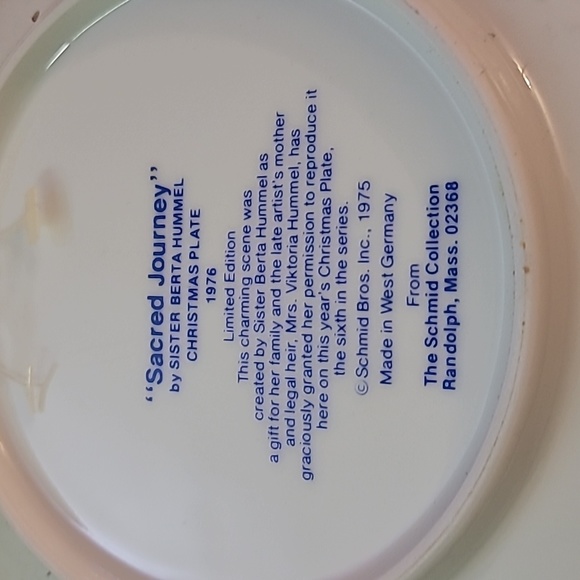 “Sacred Journey”
by SISTER BERTA HUMMEL
CHRISTMAS PLATE
1976
Limited Edition
This charming scene was
created by Sister Berta Hummel as
a gift for her family and the late artist's mother
and legal heir, Mrs. Viktoria Hummel, has
graciously granted her permission to reproduce it
here on this year's Christmas Plate,
the sixth in the series.
©Schmid Bros. Inc., 1975
Made in West Germany
From
The Schmid Collection
Randolph, Mass. 02368